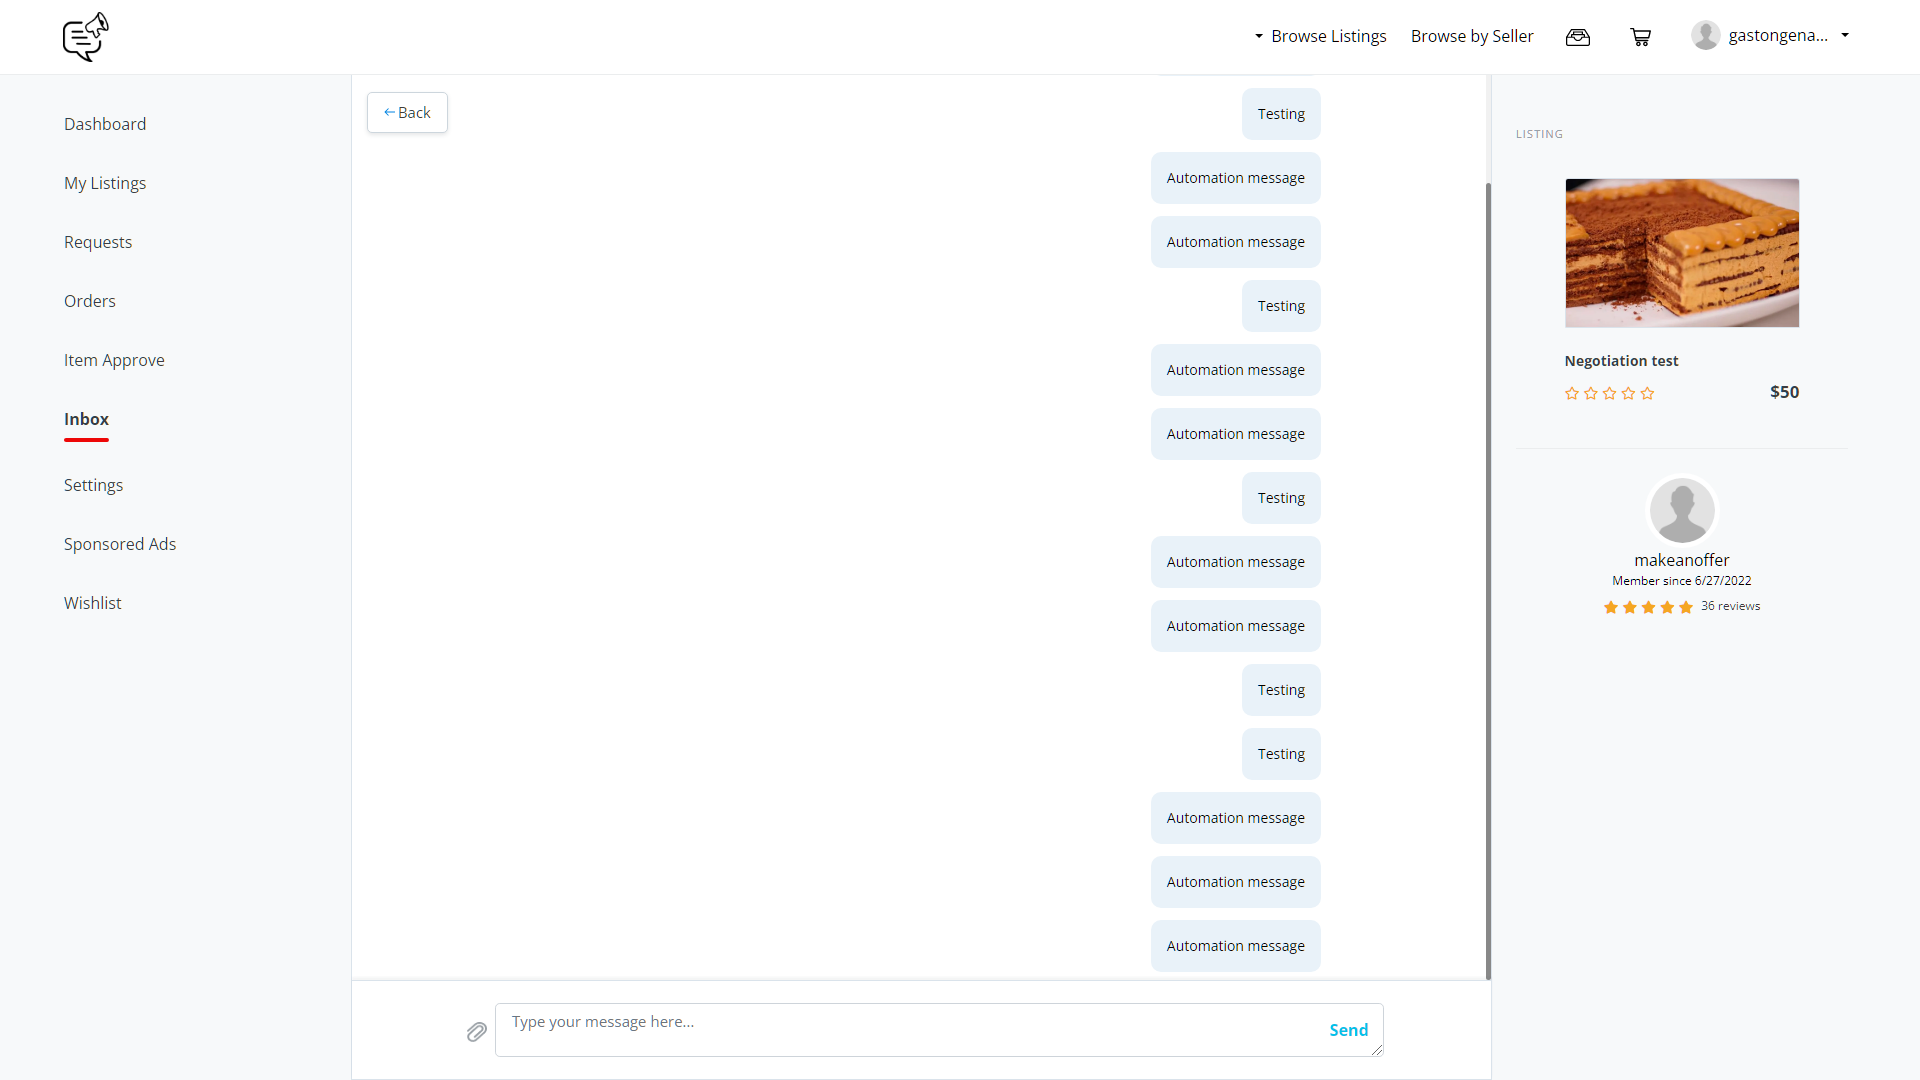 Browse Listings
Browse by Seller
gastongena...
Dashboard
My Listings
Requests
Orders
Item Approve
Inbox
Settings
Sponsored Ads
Wishlist
Back
Testing
Automation message
Automation message
Testing
Automation message
Automation message
Testing
Automation message
Automation message
Testing
Testing
Automation message
Automation message
Automation message
Type your message here...
Send
LISTING
Negotiation test
$50
makeanoffer
Member since 6/27/2022
36 reviews